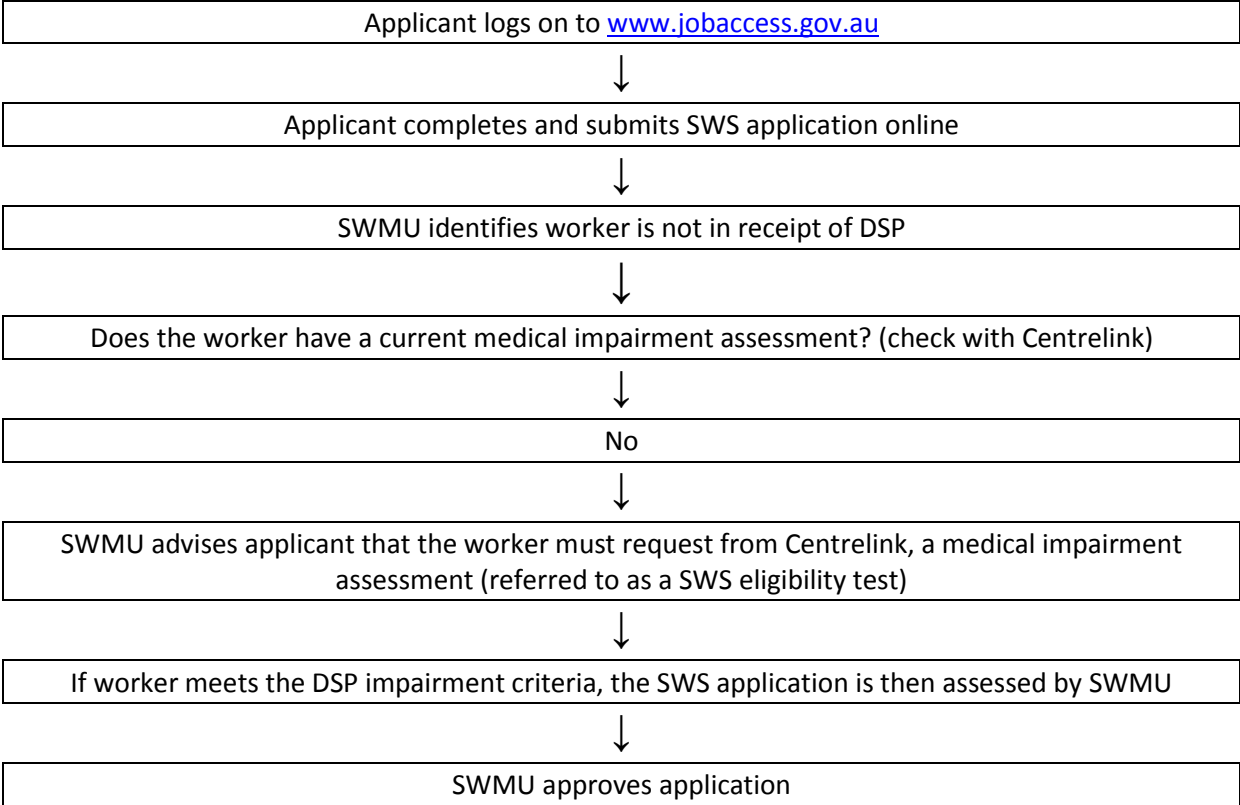 Applicant logs on to www.jobaccess.gov.au
↓
Applicant completes and submits SWS application online
↓
SWMU identifies worker is not in receipt of DSP
↓
Does the worker have a current medical impairment assessment? (check with Centrelink)
↓
No
↓
SWMU advises applicant that the worker must request from Centrelink, a medical impairment
assessment (referred to as a SWS eligibility test)
↓
If worker meets the DSP impairment criteria, the SWS application is then assessed by SWMU
↓
SWMU approves application